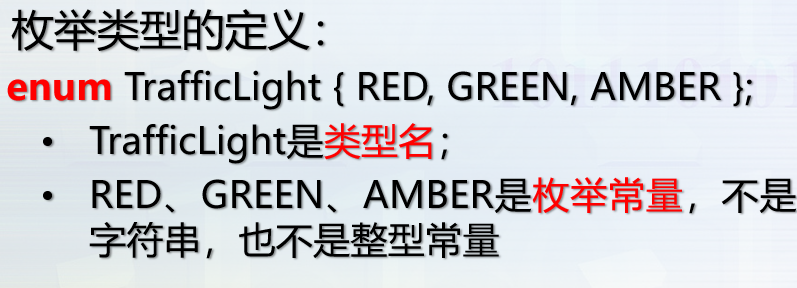 枚举类型的定义：
enum TrafficLight { RED, GREEN, AMBER };
• TrafficLight是类型名；
• RED、GREEN、AMBER是枚举常量，不是
字符串，也不是整型常量